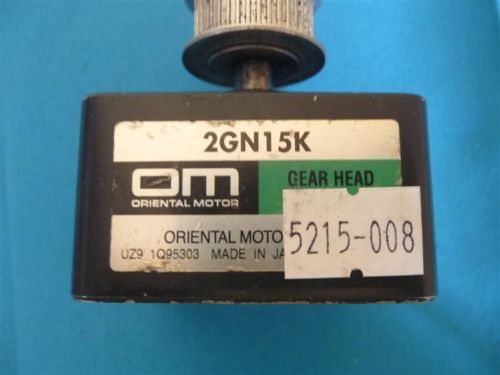 2GN15K
OM
ORIENTAL MOTOR
GEAR HEAD
ORIENTAL MOTO
UZ9 1Q95303 MADE IN JA
5215-008